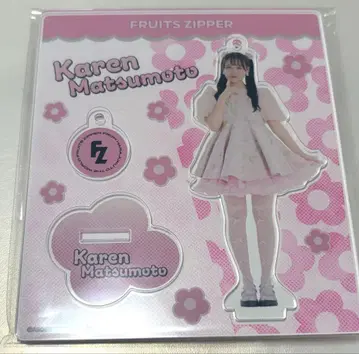 FRUITS ZIPPER
Karen
Matsumoto
FZ
Karen
Matsumoto